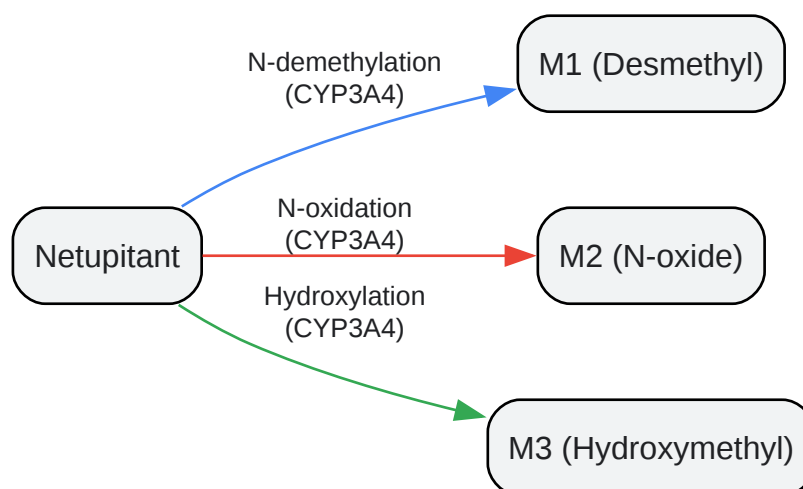 N-demethylation
(CYP3A4)
M1 (Desmethyl)
Netupitant
N-oxidation
(CYP3A4)
M2 (N-oxide)
Hydroxylation
(CYP3A4)
M3 (Hydroxymethyl)